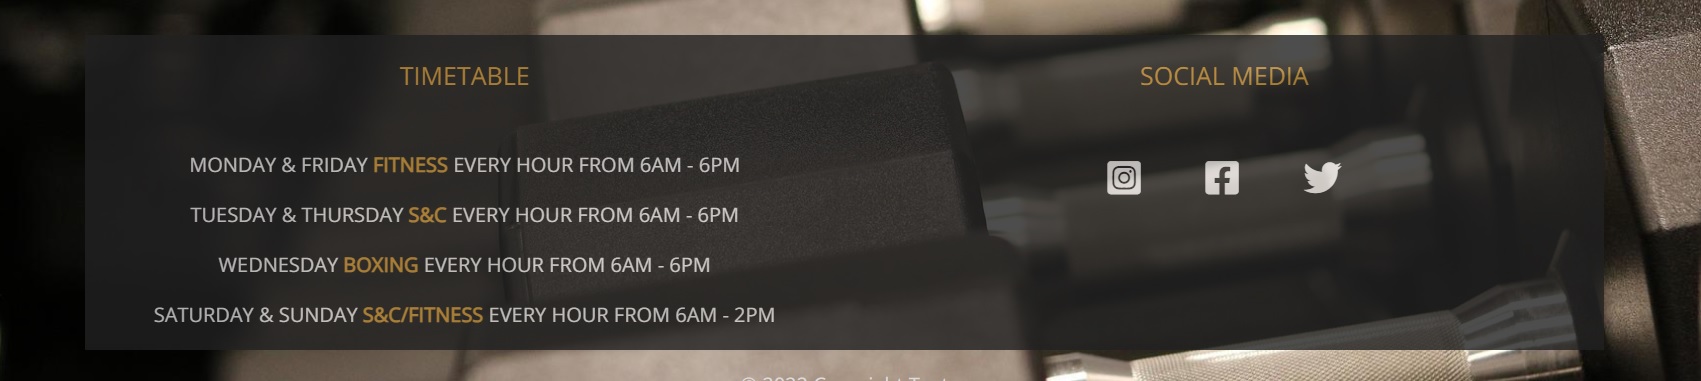 TIMETABLE
MONDAY & FRIDAY FITNESS EVERY HOUR FROM 6AM - 6PM
TUESDAY & THURSDAY S&C EVERY HOUR FROM 6AM - 6PM
WEDNESDAY BOXING EVERY HOUR FROM 6AM - 6PM
SATURDAY & SUNDAY S&C/FITNESS EVERY HOUR FROM 6AM - 2PM
SOCIAL MEDIA